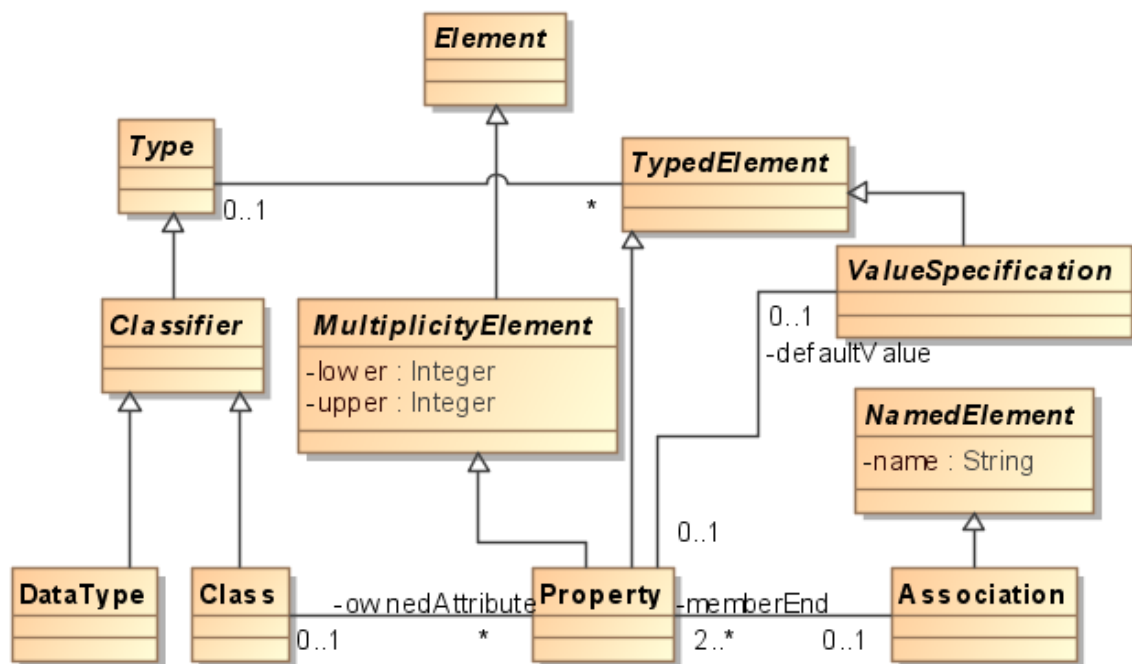 Element
Type
TypedElement
0..1
*
ValueSpecification
Classifier
MultiplicityElement
-lower : Integer
-upper : Integer
0..1
-defaultValue
NamedElement
-name : String
0..1
DataType
Class
-ownedAttribute
Property
-memberEnd
Association
0..1
*
2..*
0..1